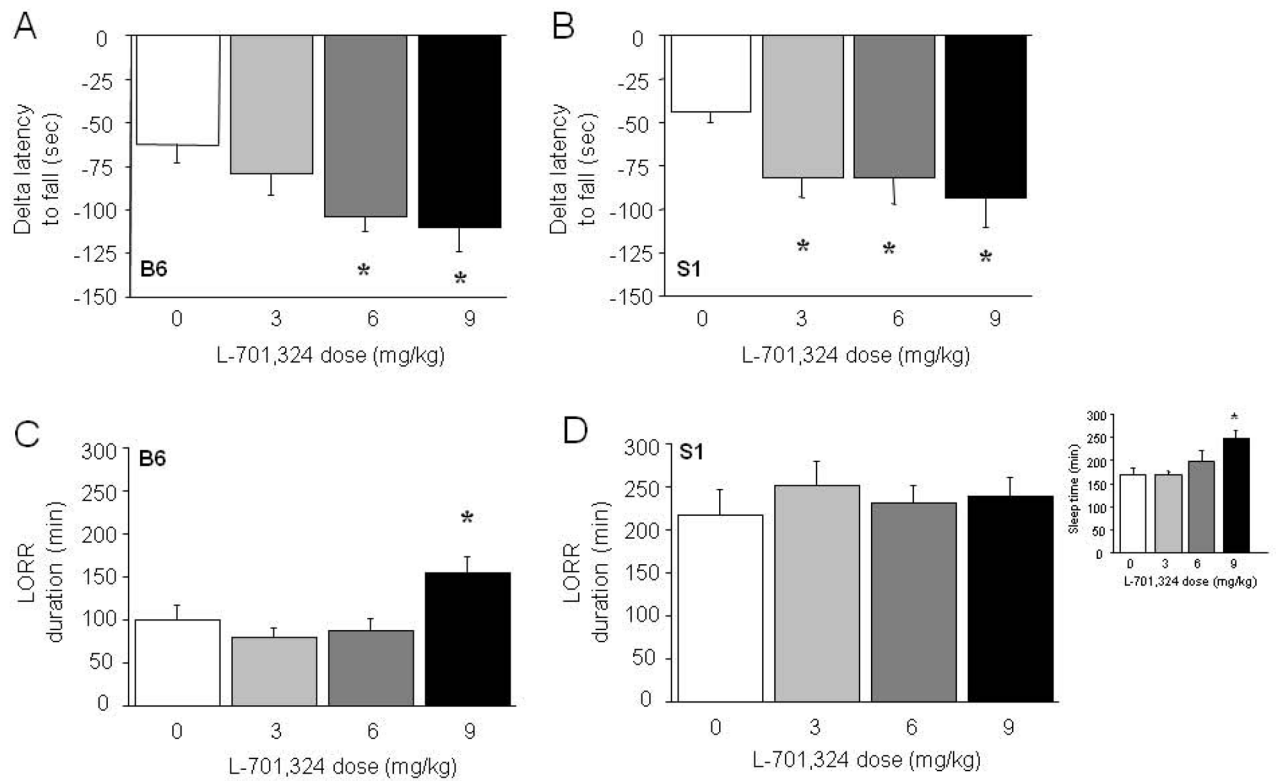 A
0
-25
-50
-75
-100
-125
-150
Delta latency
to fall (sec)
B6
*
*
0 3 6 9
L-701,324 dose (mg/kg)
B
0
-25
-50
-75
-100
-125
-150
Delta latency
to fall (sec)
S1
*
*
*
0 3 6 9
L-701,324 dose (mg/kg)
C
300
250
200
150
100
50
0
LORR
duration (min)
B6
*
0 3 6 9
L-701,324 dose (mg/kg)
D
300
250
200
150
100
50
0
LORR
duration (min)
S1
0 3 6 9
L-701,324 dose (mg/kg)
300
250
200
150
100
50
0
Sleep time (min)
*
0 3 6 9
L-701,324 dose (mg/kg)